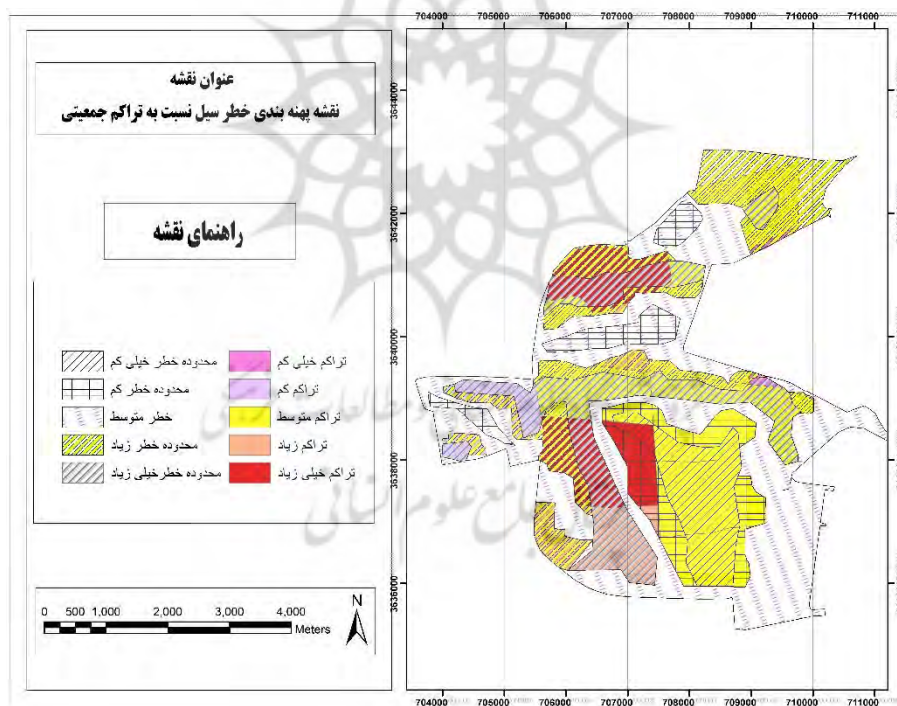 عنوان نقشه
نقشه پهنه بندی خطر سیل نسبت به تراکم جمعیتی
راهنمای نقشه
محدوده خطر خیلی کم
تراکم خیلی کم
محدوده خطر کم
تراکم کم
خطر متوسط
تراکم متوسط
محدوده خطر زیاد
تراکم زیاد
محدوده خطر خیلی زیاد
تراکم خیلی زیاد
0 500 1,000 2,000 3,000 4,000
Meters
N
704000 705000 706000 707000 708000 709000 710000 711000
3644000
3642000
3640000
3638000
3636000
704000 705000 706000 707000 708000 709000 710000 711000